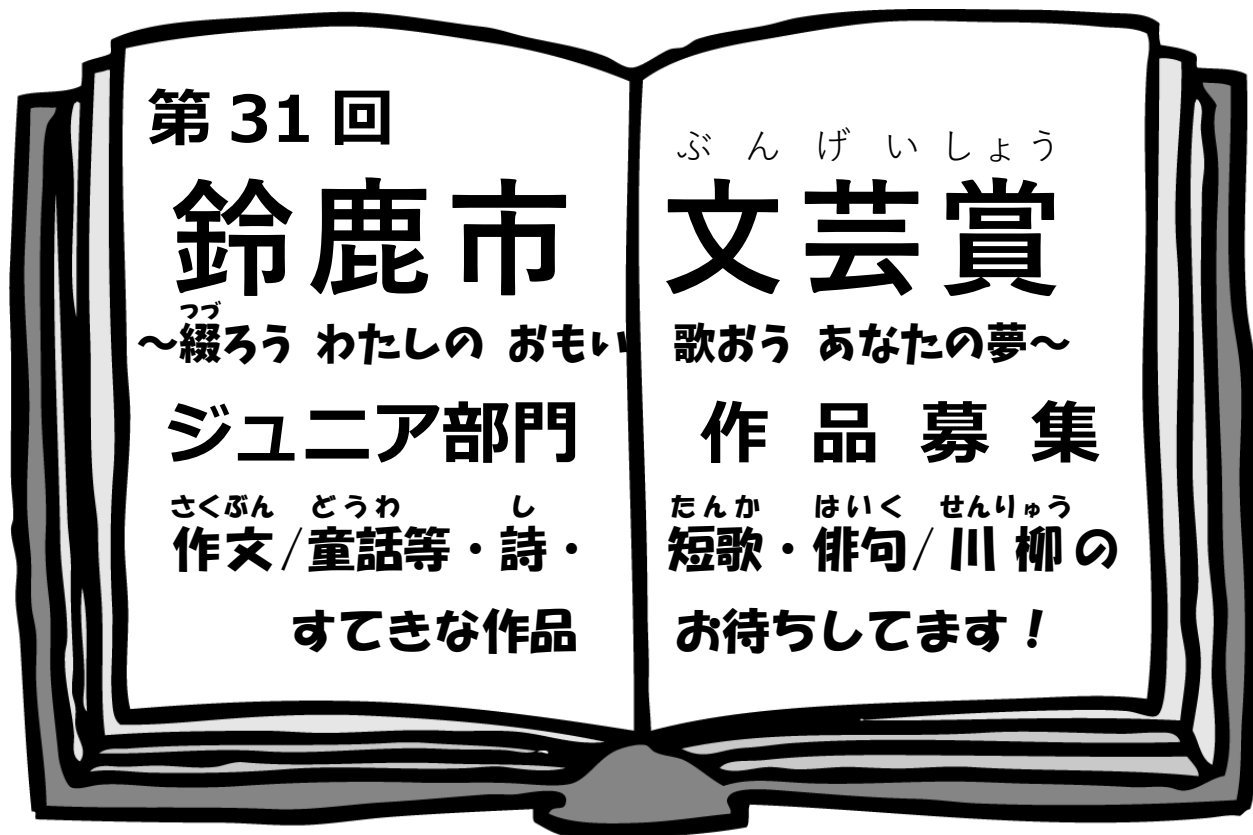 第31回
ぶんげいしょう
鈴鹿市 文芸賞
つづ
～綴ろう わたしの おもい 歌おう あなたの夢～
ジュニア部門 作品募集
さくぶん どうわ し たんか はいく せんりゅう
作文/童話等・詩・ 短歌・俳句/川柳の
すてきな作品 お待ちしてます！